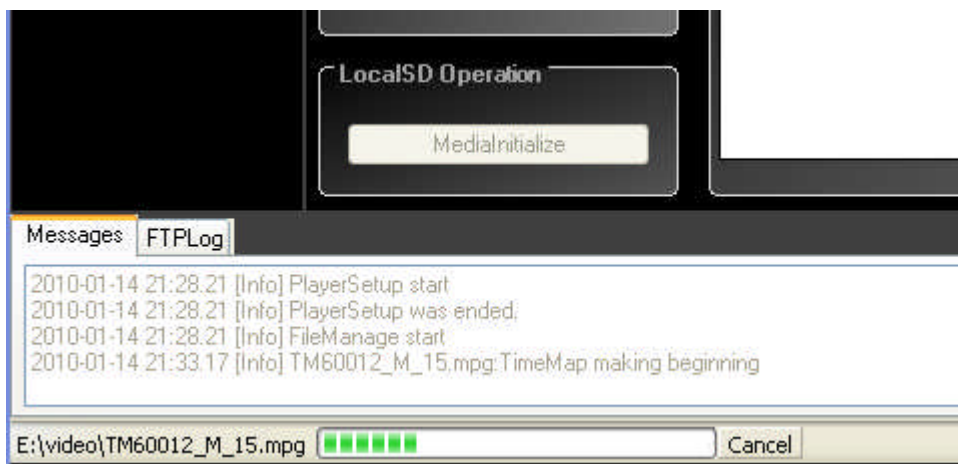 LocalSD Operation
MediaInitialize
Messages FTPLog
2010-01-14 21:28.21 [Info] PlayerSetup start
2010-01-14 21:28.21 [Info] PlayerSetup was ended.
2010-01-14 21:28.21 [Info] FileManage start
2010-01-14 21:33.17 [Info] TM60012_M_15.mpg:TimeMap making beginning
E:\video\TM60012_M_15.mpg Cancel